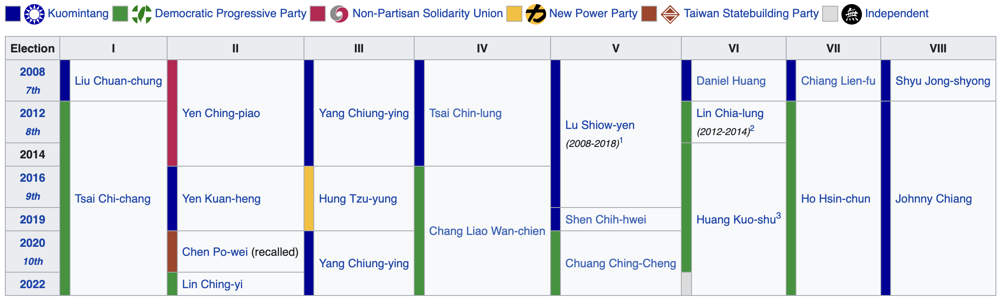 Kuomintang Democratic Progressive Party Non-Partisan Solidarity Union New Power Party Taiwan Statebuilding Party 無 Independent
Election I II III IV V VI VII VIII
2008
7th
Liu Chuan-chung
Yen Ching-piao
Yang Chiung-ying
Tsai Chin-lung
Lu Shiow-yen
(2008-2018)1
Daniel Huang
Chiang Lien-fu
Shyu Jong-shyong
2012
8th
Tsai Chi-chang
Lin Chia-lung
(2012-2014)2
Ho Hsin-chun
Johnny Chiang
2014
Huang Kuo-shu3
2016
9th
Yen Kuan-heng
Hung Tzu-yung
Chang Liao Wan-chien
2019
Shen Chih-hwei
2020
10th
Chen Po-wei (recalled)
Yang Chiung-ying
Chuang Ching-Cheng
2022
Lin Ching-yi